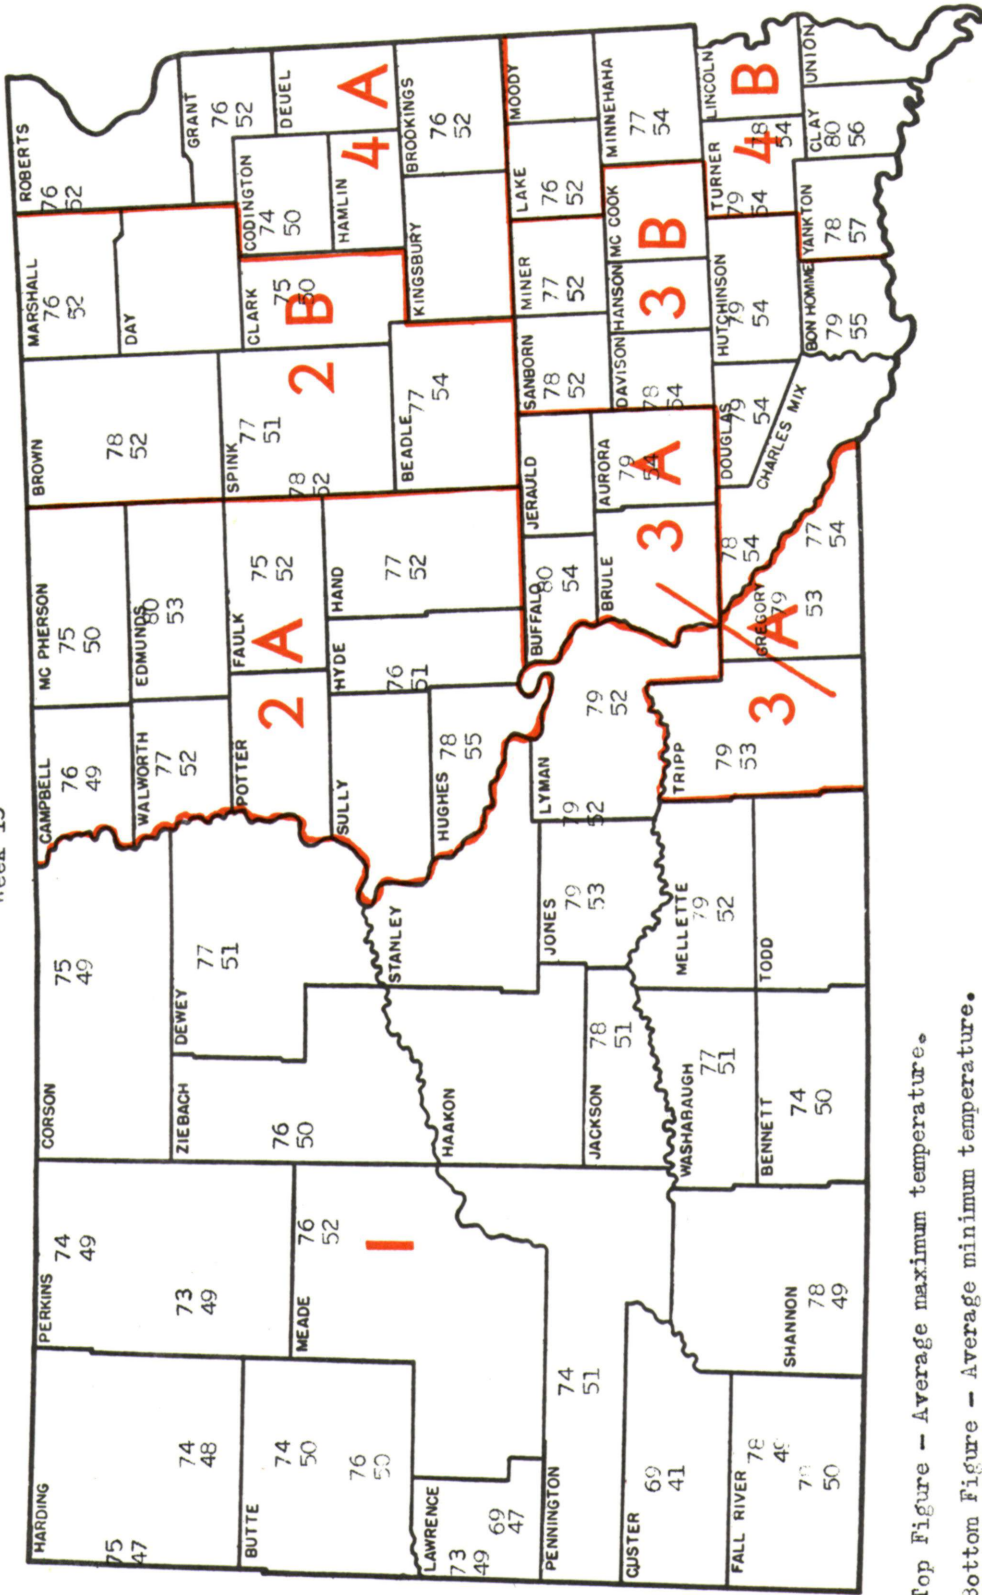 HARDING
75
47
74
48
PERKINS
74
49
73
49
CORSON
75
49
CAMPBELL
76
49
MC PHERSON
75
50
BROWN
78
52
MARSHALL
76
52
ROBERTS
76
52
BUTTE
74
50
76
50
MEADE
76
52
1
ZIEBACH
76
50
DEWEY
77
51
WALWORTH
77
52
EDMUNDS
80
53
DAY
GRANT
76
52
POTTER
2 A
FAULK
75
52
SPINK
77
51
78
52
2 B
CLARK
75
50
CODINGTON
74
50
DEUEL
HAMLIN
4 A
LAWRENCE
73
49
69
47
HAAKON
STANLEY
SULLY
HYDE
76
51
HAND
77
52
BEADLE
77
54
KINGSBURY
BROOKINGS
76
52
HUGHES
78
55
PENNINGTON
74
51
JACKSON
78
51
JONES
79
53
LYMAN
79
52
79
52
BUFFALO
80
54
JERAULD
SANBORN
78
52
MINER
77
52
LAKE
76
52
MOODY
BRULE
AURORA
79
54
3 A
DAVISON
78
54
HANSON
MC COOK
3 B
MINNEHAHA
77
54
CUSTER
69
41
WASHABAUGH
77
51
MELLETTE
79
52
TRIPP
79
53
3 A
GREGORY
79
53
77
54
78
54
CHARLES MIX
DOUGLAS
79
54
HUTCHINSON
79
54
TURNER
79
54
78
54
LINCOLN
4 B
FALL RIVER
78
50
SHANNON
78
49
BENNETT
74
50
TODD
BON HOMME
79
55
YANKTON
78
57
CLAY
80
56
UNION
Top Figure - Average maximum temperature.
Bottom Figure - Average minimum temperature.